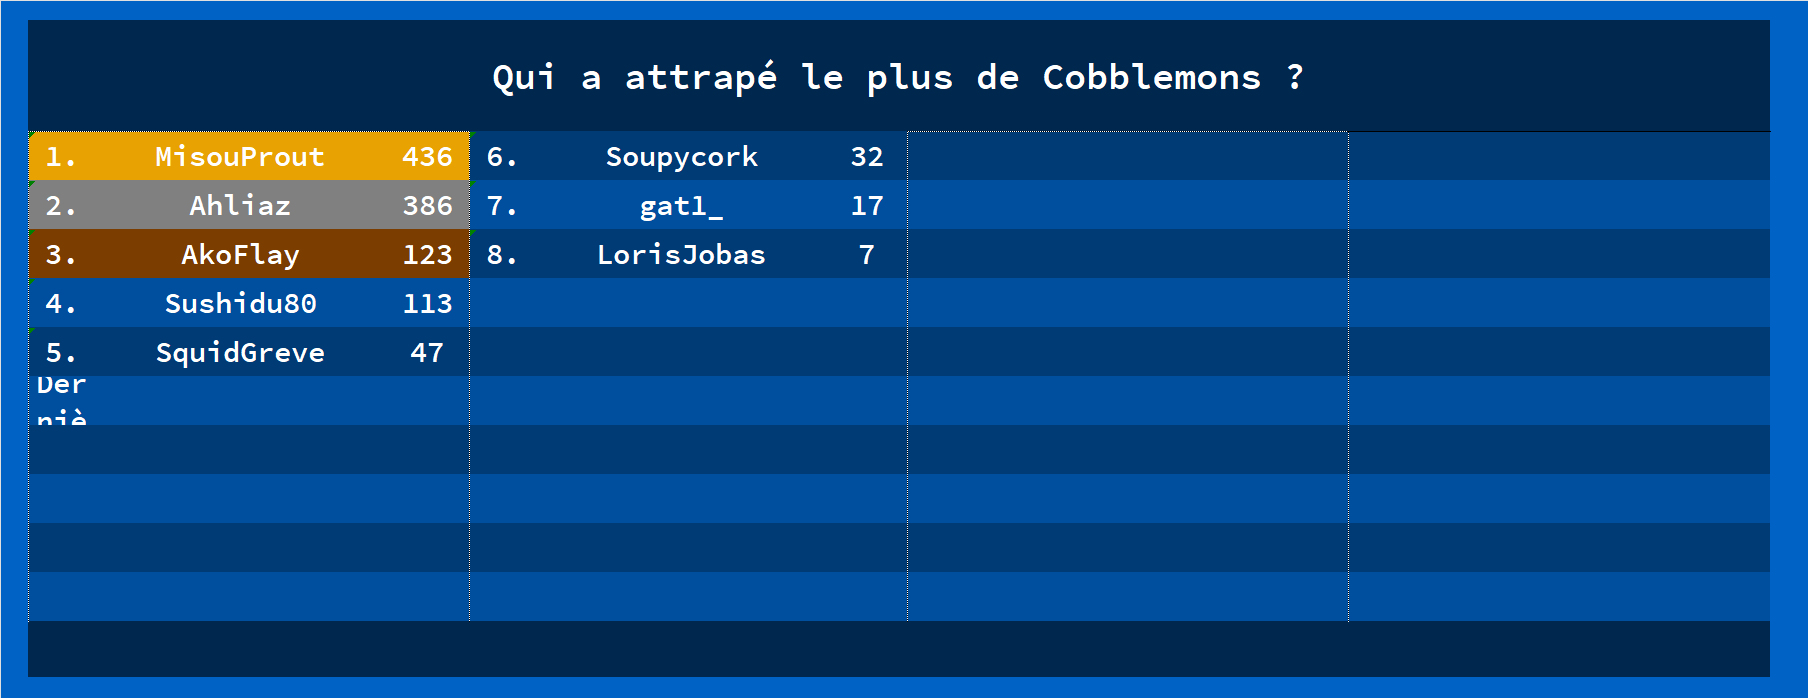 Qui a attrapé le plus de Cobblemons ?
1. MisouProut 436
2. Ahliaz 386
3. AkoFlay 123
4. Sushidu80 113
5. SquidGreve 47
Der
niè
6. Soupycork 32
7. gatl_ 17
8. LorisJobas 7